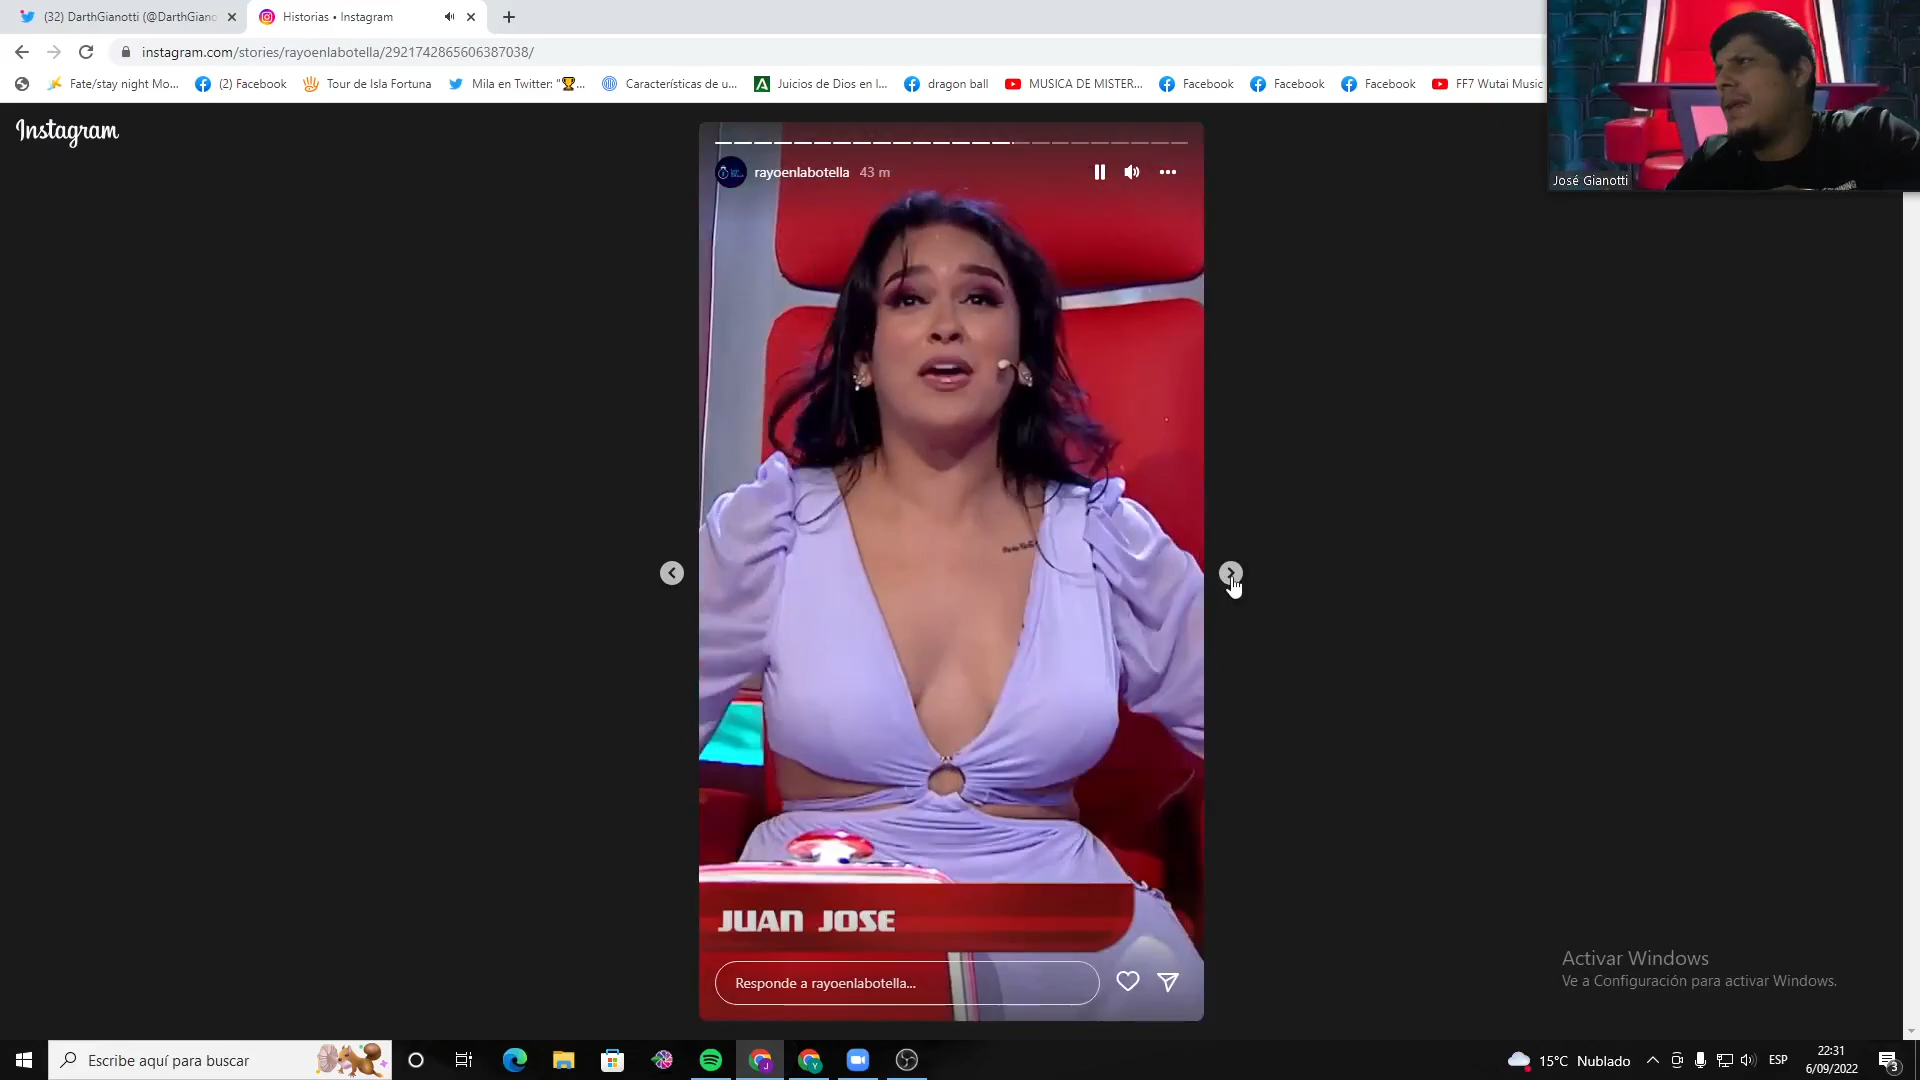 (32) DarthGianotti (@DarthGiano
Historias • Instagram
instagram.com/stories/rayoenlabotella/2921742865606387038/
Fate/stay night Mo...
(2) Facebook
Tour de Isla Fortuna
Mila en Twitter: "🏆...
Características de u...
Juicios de Dios en l...
dragon ball
MUSICA DE MISTER...
Facebook
Facebook
Facebook
FF7 Wutai Music
José Gianotti
Instagram
rayoenlabotella 43 m
JUAN JOSE
Responde a rayoenlabotella...
Activar Windows
Ve a Configuración para activar Windows.
Escribe aquí para buscar
15°C Nublado
ESP
22:31
6/09/2022
3